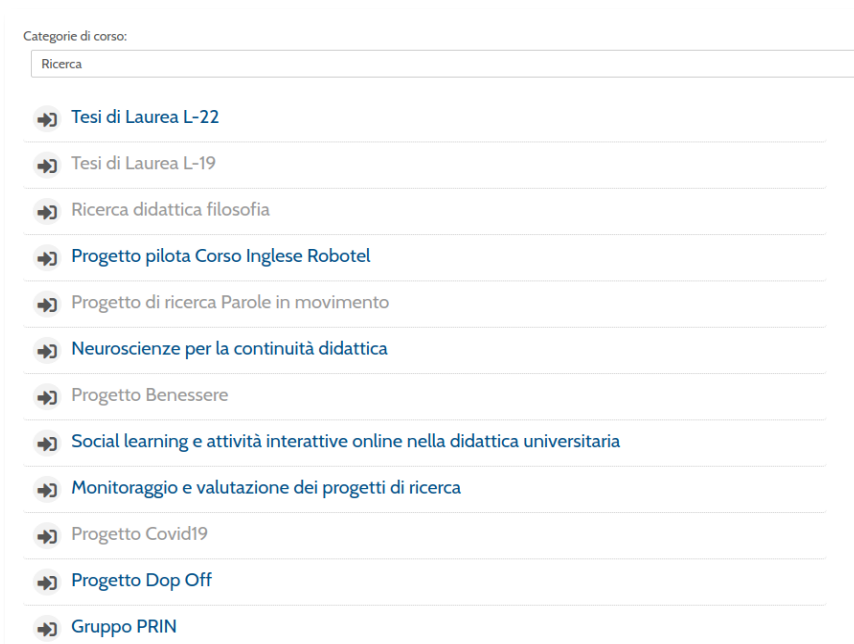 Categorie di corso:
Ricerca
Tesi di Laurea L-22
Tesi di Laurea L-19
Ricerca didattica filosofia
Progetto pilota Corso Inglese Robotel
Progetto di ricerca Parole in movimento
Neuroscienze per la continuità didattica
Progetto Benessere
Social learning e attività interattive online nella didattica universitaria
Monitoraggio e valutazione dei progetti di ricerca
Progetto Covid19
Progetto Dop Off
Gruppo PRIN